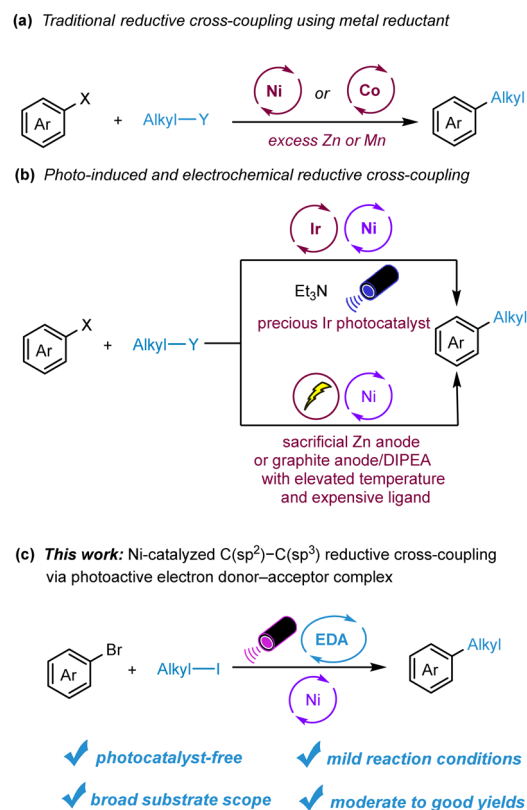 (a) Traditional reductive cross-coupling using metal reductant
Ar X + Alkyl—Y Ni or Co Ar Alkyl
excess Zn or Mn
(b) Photo-induced and electrochemical reductive cross-coupling
Ir Ni
Et₃N
precious Ir photocatalyst
Ar X + Alkyl—Y Ar Alkyl
Ni
sacrificial Zn anode
or graphite anode/DIPEA
with elevated temperature
and expensive ligand
(c) This work: Ni-catalyzed C(sp²)−C(sp³) reductive cross-coupling
via photoactive electron donor–acceptor complex
Ar Br + Alkyl—I EDA Ar Alkyl
Ni
photocatalyst-free mild reaction conditions
broad substrate scope moderate to good yields